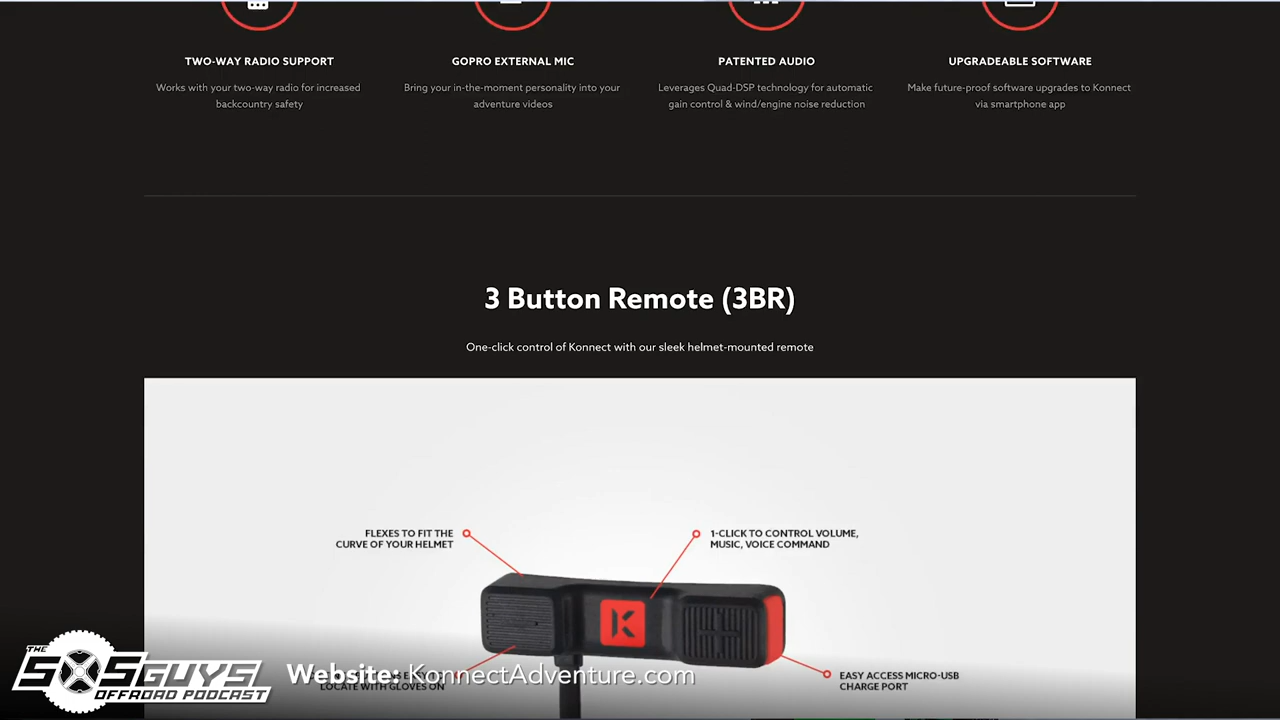 TWO-WAY RADIO SUPPORT
Works with your two-way radio for increased
backcountry safety
GOPRO EXTERNAL MIC
Bring your in-the-moment personality into your
adventure videos
PATENTED AUDIO
Leverages Quad-DSP technology for automatic
gain control & wind/engine noise reduction
UPGRADEABLE SOFTWARE
Make future-proof software upgrades to Konnect
via smartphone app
3 Button Remote (3BR)
One-click control of Konnect with our sleek helmet-mounted remote
FLEXES TO FIT THE
CURVE OF YOUR HELMET
1-CLICK TO CONTROL VOLUME,
MUSIC, VOICE COMMAND
K
LOCATE WITH GLOVES ON
EASY ACCESS MICRO-USB
CHARGE PORT
THE
SXSGUYS
OFFROAD PODCAST
Website: KonnectAdventure.com